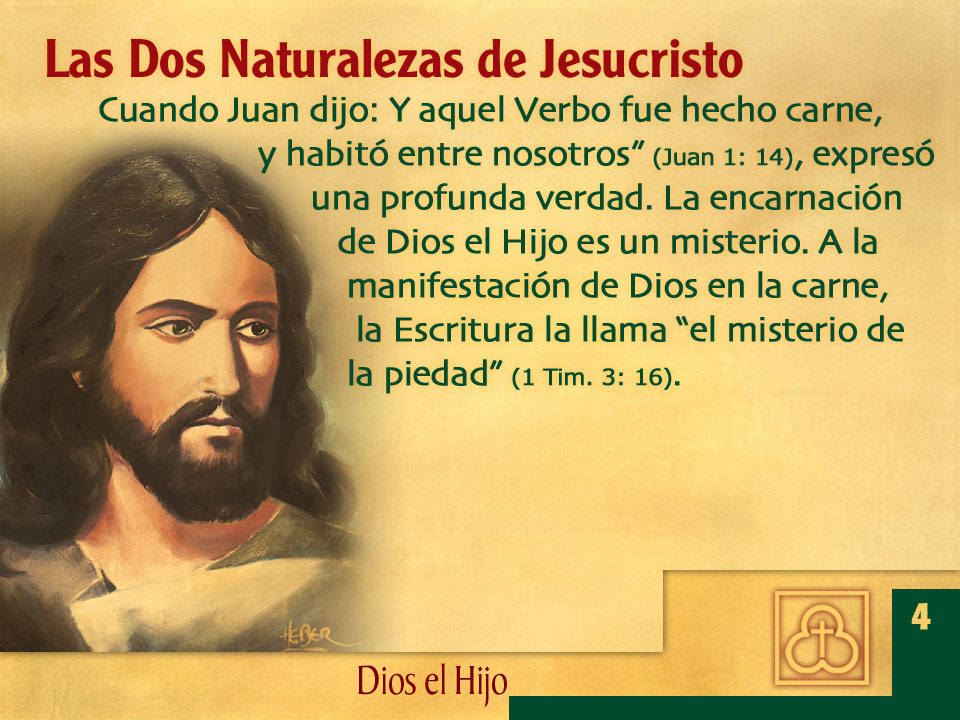 Las Dos Naturalezas de Jesucristo
Cuando Juan dijo: Y aquel Verbo fue hecho carne,
y habitó entre nosotros” (Juan 1: 14), expresó
una profunda verdad. La encarnación
de Dios el Hijo es un misterio. A la
manifestación de Dios en la carne,
la Escritura la llama “el misterio de
la piedad” (1 Tim. 3: 16).
HEBER
4
Dios el Hijo